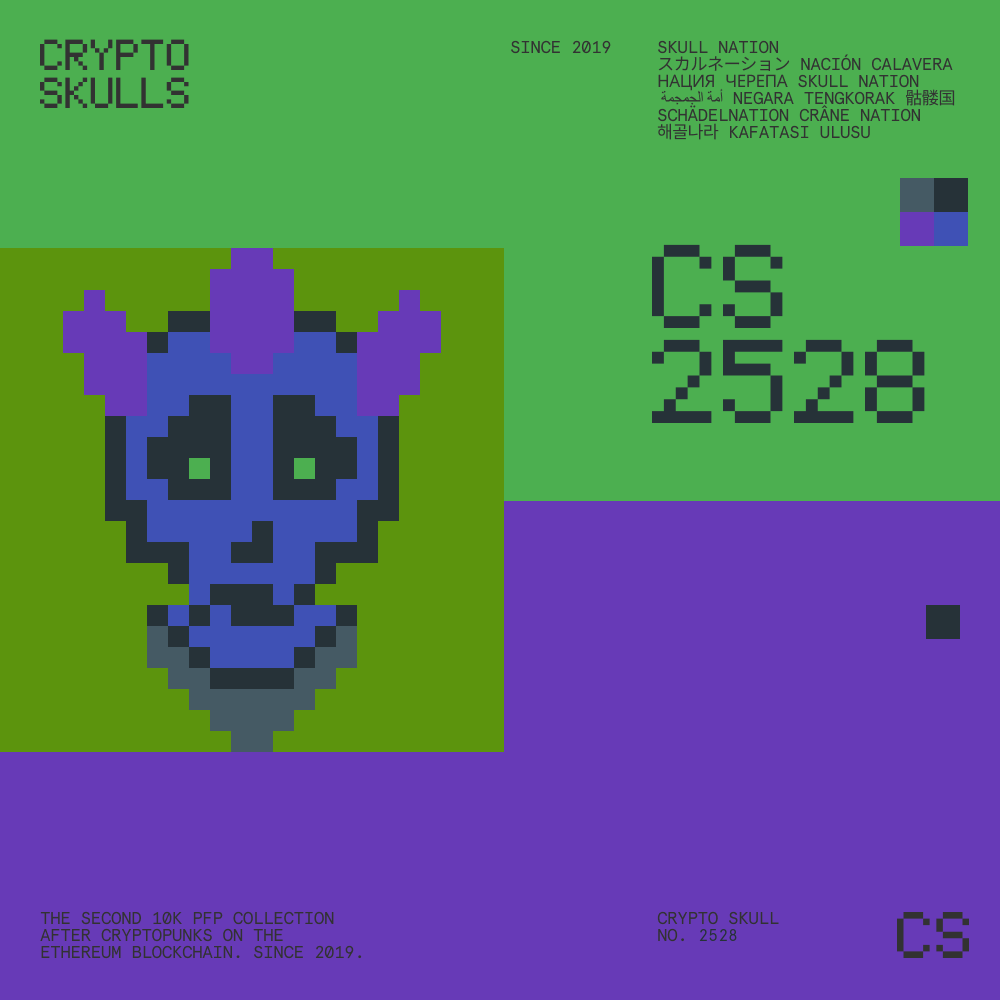 CRYPTO
SKULLS
SINCE 2019
SKULL NATION
スカルネーション NACIÓN CALAVERA
НАЦИЯ ЧЕРЕПА SKULL NATION
أمة الجمجمة NEGARA TENGKORAK 骷髅国
SCHÄDELNATION CRÂNE NATION
해골나라 KAFATASI ULUSU
CS
2528
THE SECOND 10K PFP COLLECTION
AFTER CRYPTOPUNKS ON THE
ETHEREUM BLOCKCHAIN. SINCE 2019.
CRYPTO SKULL
NO. 2528
CS